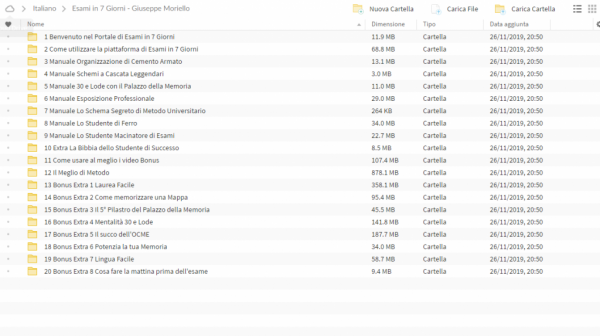 Italiano > Esami in 7 Giorni - Giuseppe Moriello Nuova Cartella Carica File Carica Cartella
Nome Dimensione Tipo Data aggiunta
1 Benvenuto nel Portale di Esami in 7 Giorni 11.9 MB Cartella 26/11/2019, 20:50
2 Come utilizzare la piattaforma di Esami in 7 Giorni 68.8 MB Cartella 26/11/2019, 20:50
3 Manuale Organizzazione di Cemento Armato 13.1 MB Cartella 26/11/2019, 20:50
4 Manuale Schemi a Cascata Leggendari 3.0 MB Cartella 26/11/2019, 20:50
5 Manuale 30 e Lode con il Palazzo della Memoria 11.0 MB Cartella 26/11/2019, 20:50
6 Manuale Esposizione Professionale 29.0 MB Cartella 26/11/2019, 20:50
7 Manuale Lo Schema Segreto di Metodo Universitario 264 KB Cartella 26/11/2019, 20:50
8 Manuale Lo Studente di Ferro 34.0 MB Cartella 26/11/2019, 20:50
9 Manuale Lo Studente Macinatore di Esami 22.7 MB Cartella 26/11/2019, 20:50
10 Extra La Bibbia dello Studente di Successo 8.5 MB Cartella 26/11/2019, 20:50
11 Come usare al meglio i video Bonus 107.4 MB Cartella 26/11/2019, 20:50
12 Il Meglio di Metodo 878.1 MB Cartella 26/11/2019, 20:50
13 Bonus Extra 1 Laurea Facile 358.1 MB Cartella 26/11/2019, 20:50
14 Bonus Extra 2 Come memorizzare una Mappa 95.4 MB Cartella 26/11/2019, 20:50
15 Bonus Extra 3 Il 5° Pilastro del Palazzo della Memoria 45.5 MB Cartella 26/11/2019, 20:50
16 Bonus Extra 4 Mentalità 30 e Lode 141.8 MB Cartella 26/11/2019, 20:50
17 Bonus Extra 5 Il succo dell'OCME 187.7 MB Cartella 26/11/2019, 20:50
18 Bonus Extra 6 Potenzia la tua Memoria 34.0 MB Cartella 26/11/2019, 20:50
19 Bonus Extra 7 Lingua Facile 58.7 MB Cartella 26/11/2019, 20:50
20 Bonus Extra 8 Cosa fare la mattina prima dell'esame 9.4 MB Cartella 26/11/2019, 20:50